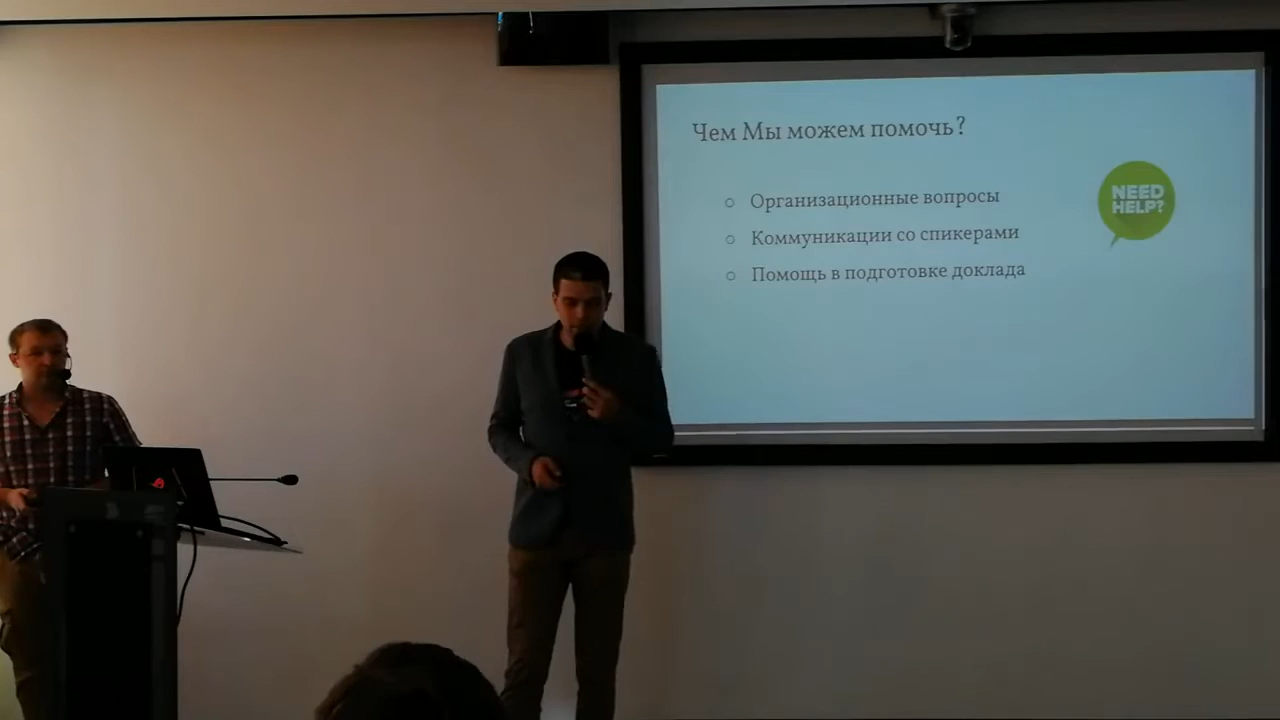 Чем Мы можем помочь?
Организационные вопросы
Коммуникации со спикерами
Помощь в подготовке доклада
NEED
HELP?